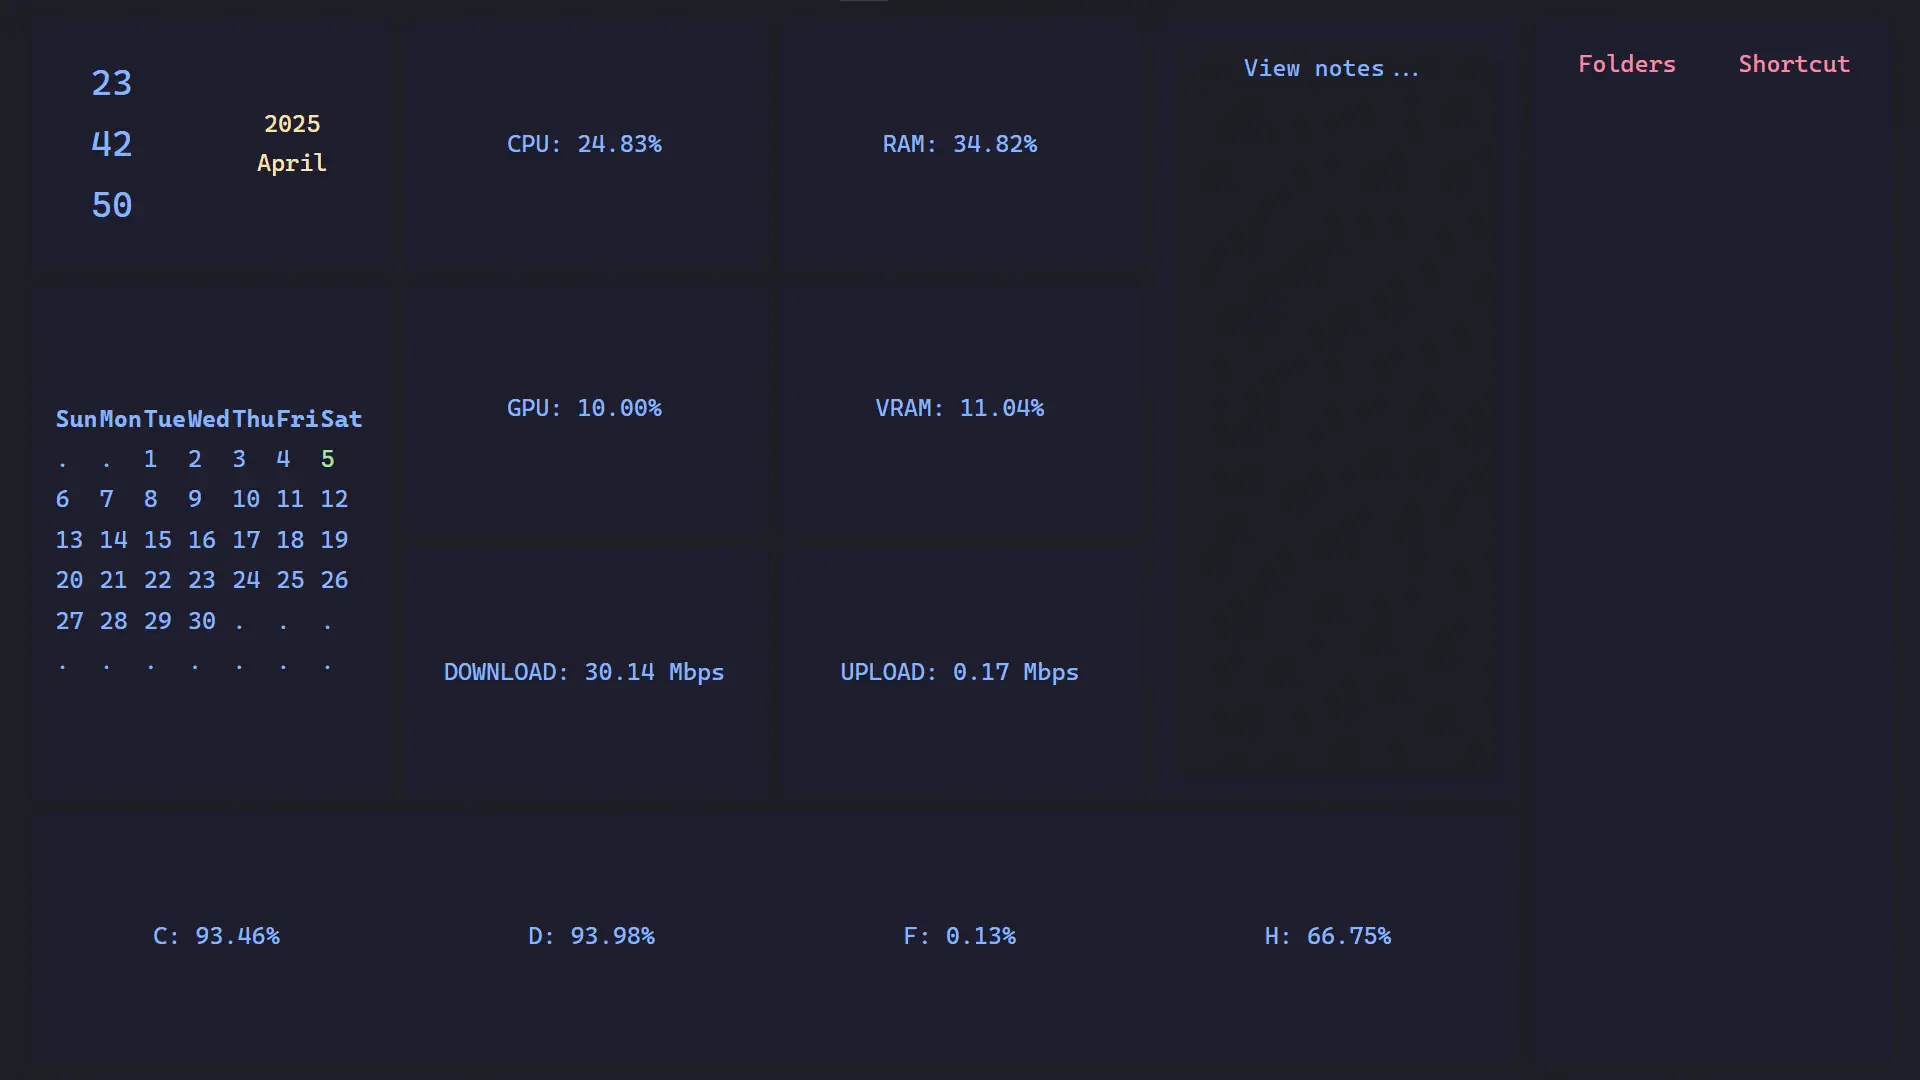 23
42
50
2025
April
CPU: 24.83%
RAM: 34.82%
View notes...
Folders
Shortcut
Sun Mon Tue Wed Thu Fri Sat
. . 1 2 3 4 5
6 7 8 9 10 11 12
13 14 15 16 17 18 19
20 21 22 23 24 25 26
27 28 29 30 . . .
. . . . . . .
GPU: 10.00%
VRAM: 11.04%
DOWNLOAD: 30.14 Mbps
UPLOAD: 0.17 Mbps
C: 93.46%
D: 93.98%
F: 0.13%
H: 66.75%